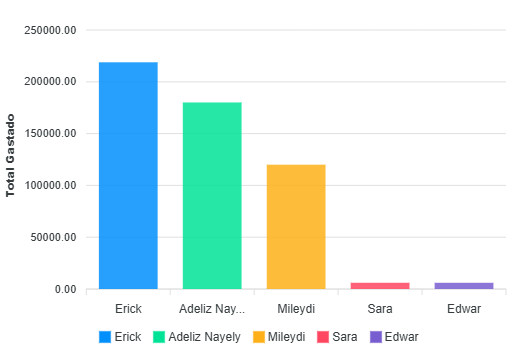 250000.00
200000.00
150000.00
100000.00
50000.00
0.00
Total Gastado
Erick Adeliz Nay... Mileydi Sara Edwar
Erick Adeliz Nayely Mileydi Sara Edwar